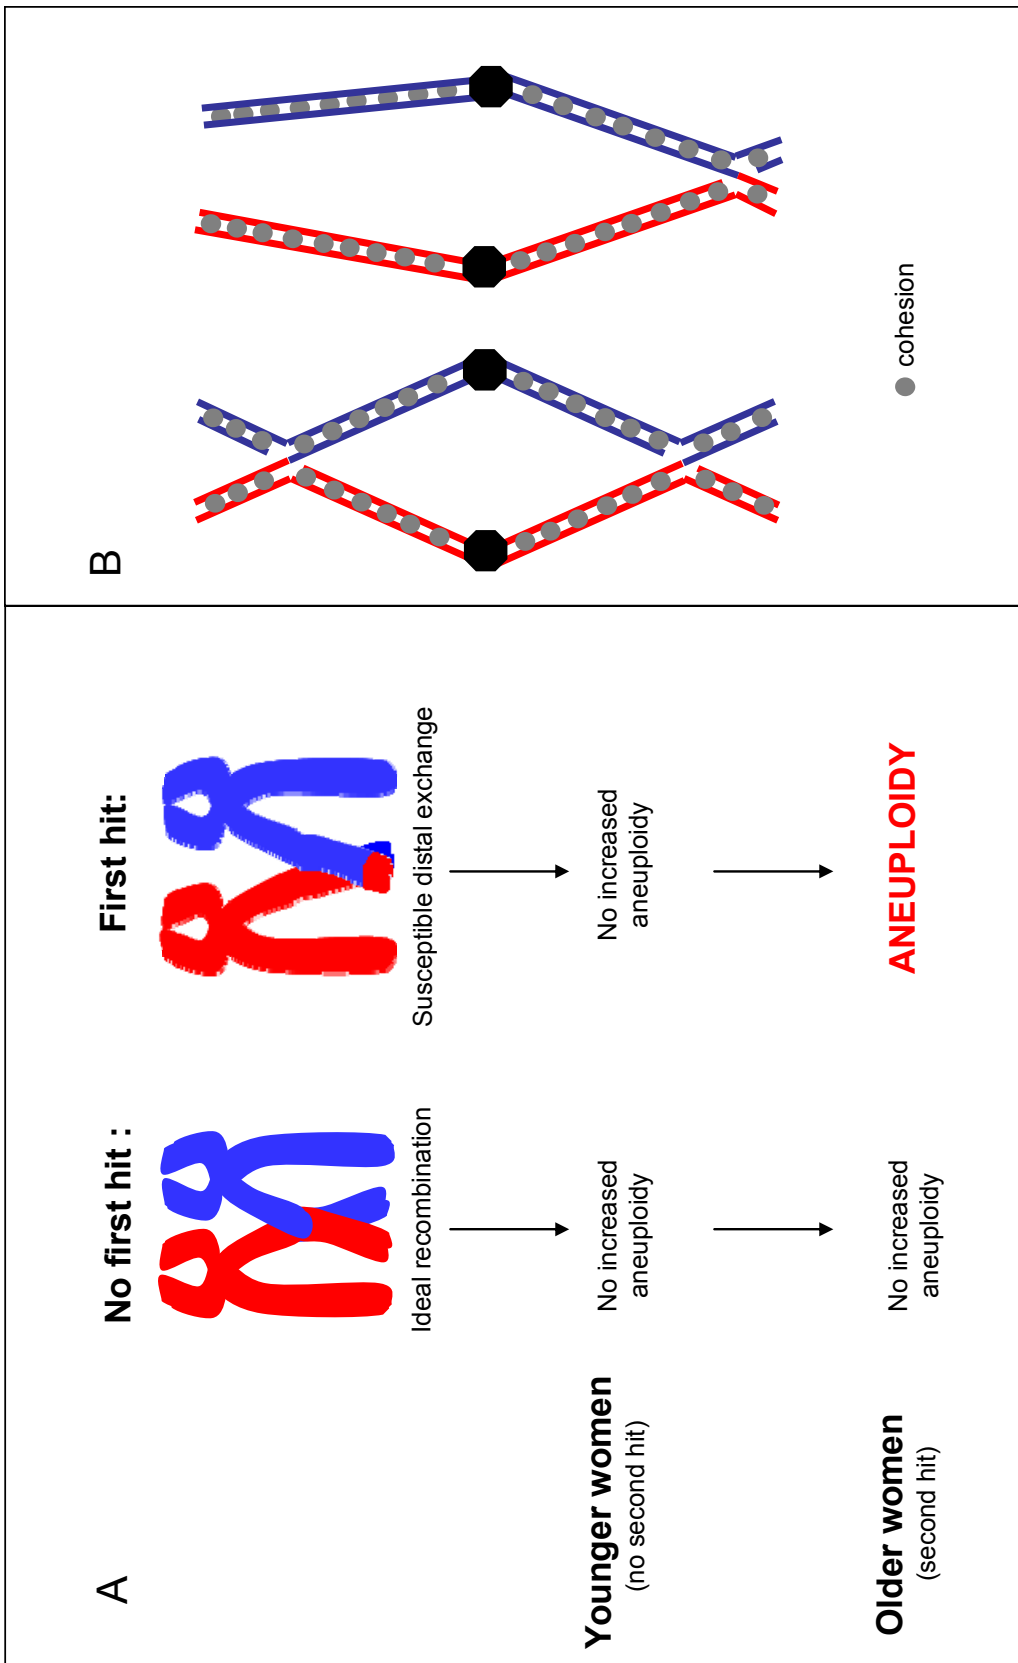 A
No first hit :
First hit:
Ideal recombination
Susceptible distal exchange
Younger women
(no second hit)
No increased
aneuploidy
No increased
aneuploidy
Older women
(second hit)
No increased
aneuploidy
ANEUPLOIDY
B
cohesion